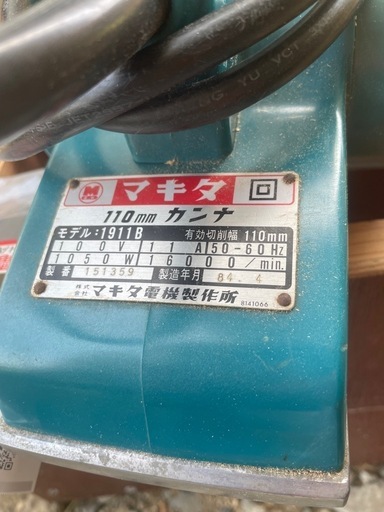 マキタ
110mm カンナ
モデル:1911B 有効切削幅 110mm
100V 11A 50-60Hz
1050W 16000/min.
製番 151359 製造年月 84.4
株式会社 マキタ電機製作所
8141066